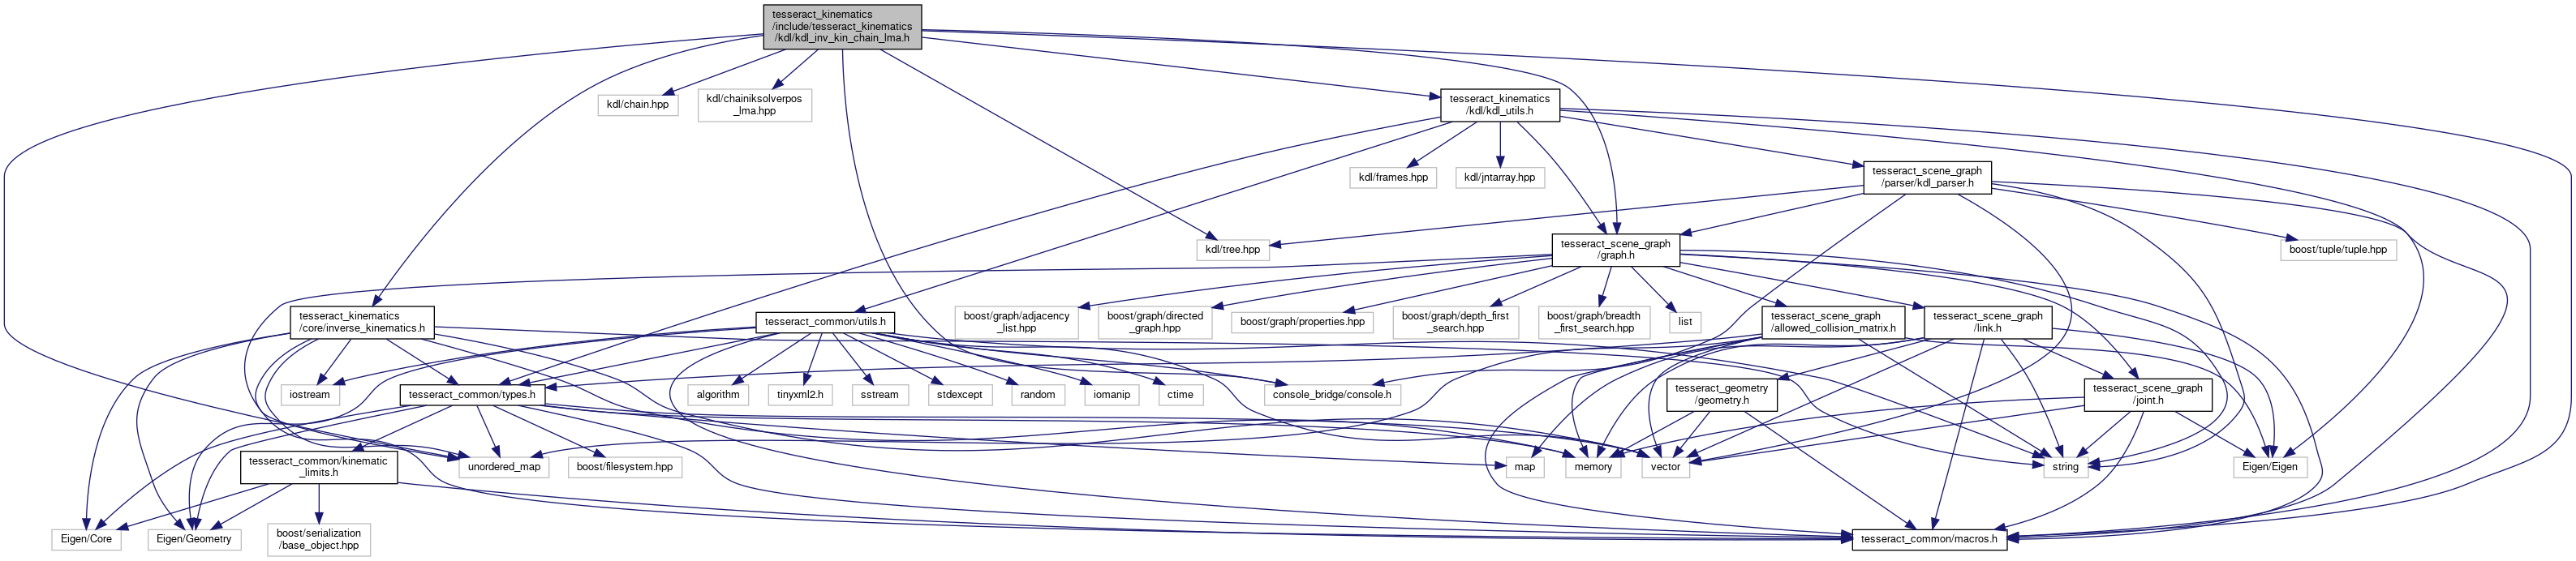 tesseract_kinematics
/include/tesseract_kinematics
/kdl/kdl_inv_kin_chain_lma.h
kdl/chain.hpp
kdl/chainiksolverpos
_lma.hpp
tesseract_kinematics
/kdl/kdl_utils.h
kdl/frames.hpp
kdl/jntarray.hpp
tesseract_scene_graph
/parser/kdl_parser.h
kdl/tree.hpp
tesseract_scene_graph
/graph.h
boost/tuple/tuple.hpp
tesseract_kinematics
/core/inverse_kinematics.h
tesseract_common/utils.h
boost/graph/adjacency
_list.hpp
boost/graph/directed
_graph.hpp
boost/graph/properties.hpp
boost/graph/depth_first
_search.hpp
boost/graph/breadth
_first_search.hpp
list
tesseract_scene_graph
/allowed_collision_matrix.h
tesseract_scene_graph
/link.h
iostream
tesseract_common/types.h
algorithm
tinyxml2.h
sstream
stdexcept
random
iomanip
ctime
console_bridge/console.h
tesseract_geometry
/geometry.h
tesseract_scene_graph
/joint.h
tesseract_common/kinematic
_limits.h
unordered_map
boost/filesystem.hpp
map
memory
vector
string
Eigen/Eigen
Eigen/Core
Eigen/Geometry
boost/serialization
/base_object.hpp
tesseract_common/macros.h